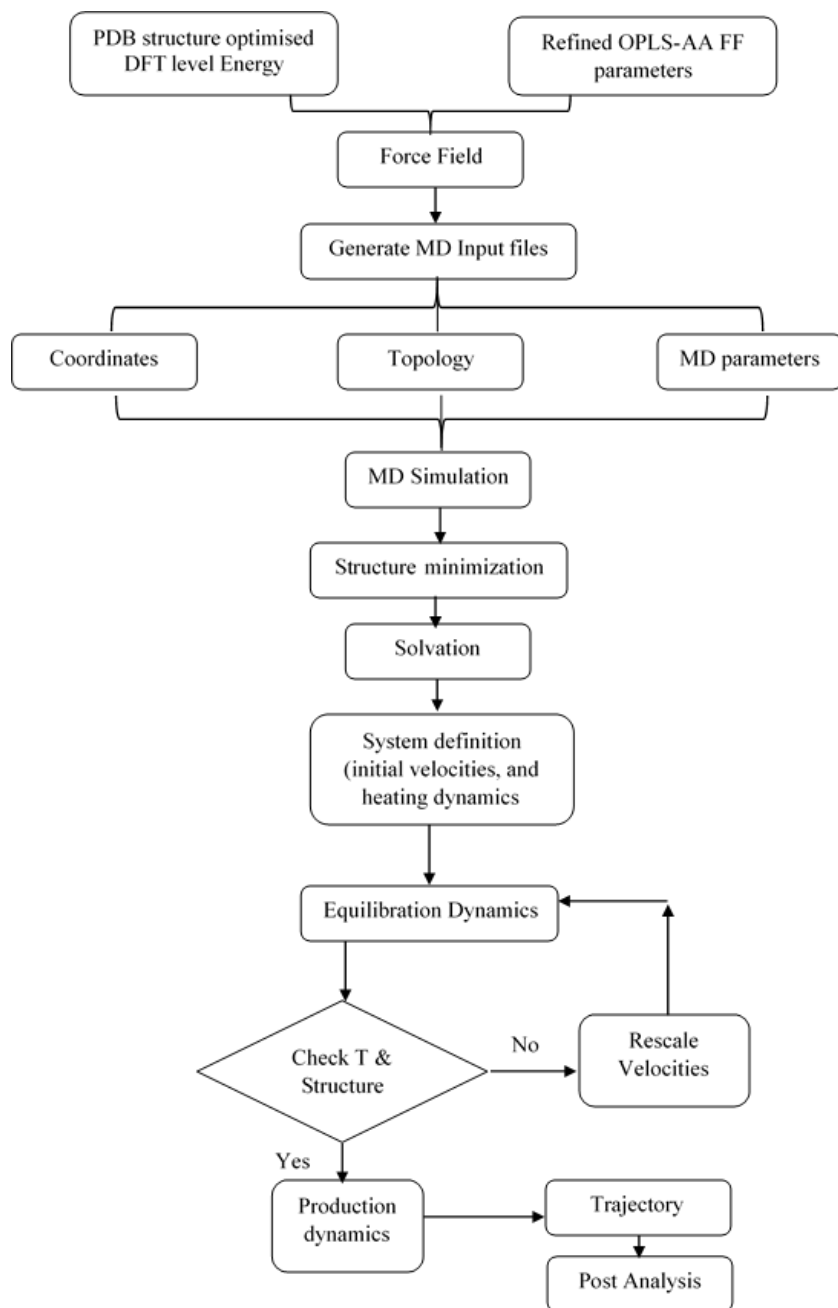 PDB structure optimised
DFT level Energy
Refined OPLS-AA FF
parameters
Force Field
Generate MD Input files
Coordinates
Topology
MD parameters
MD Simulation
Structure minimization
Solvation
System definition
(initial velocities, and
heating dynamics
Equilibration Dynamics
Check T &
Structure
No
Rescale
Velocities
Yes
Production
dynamics
Trajectory
Post Analysis